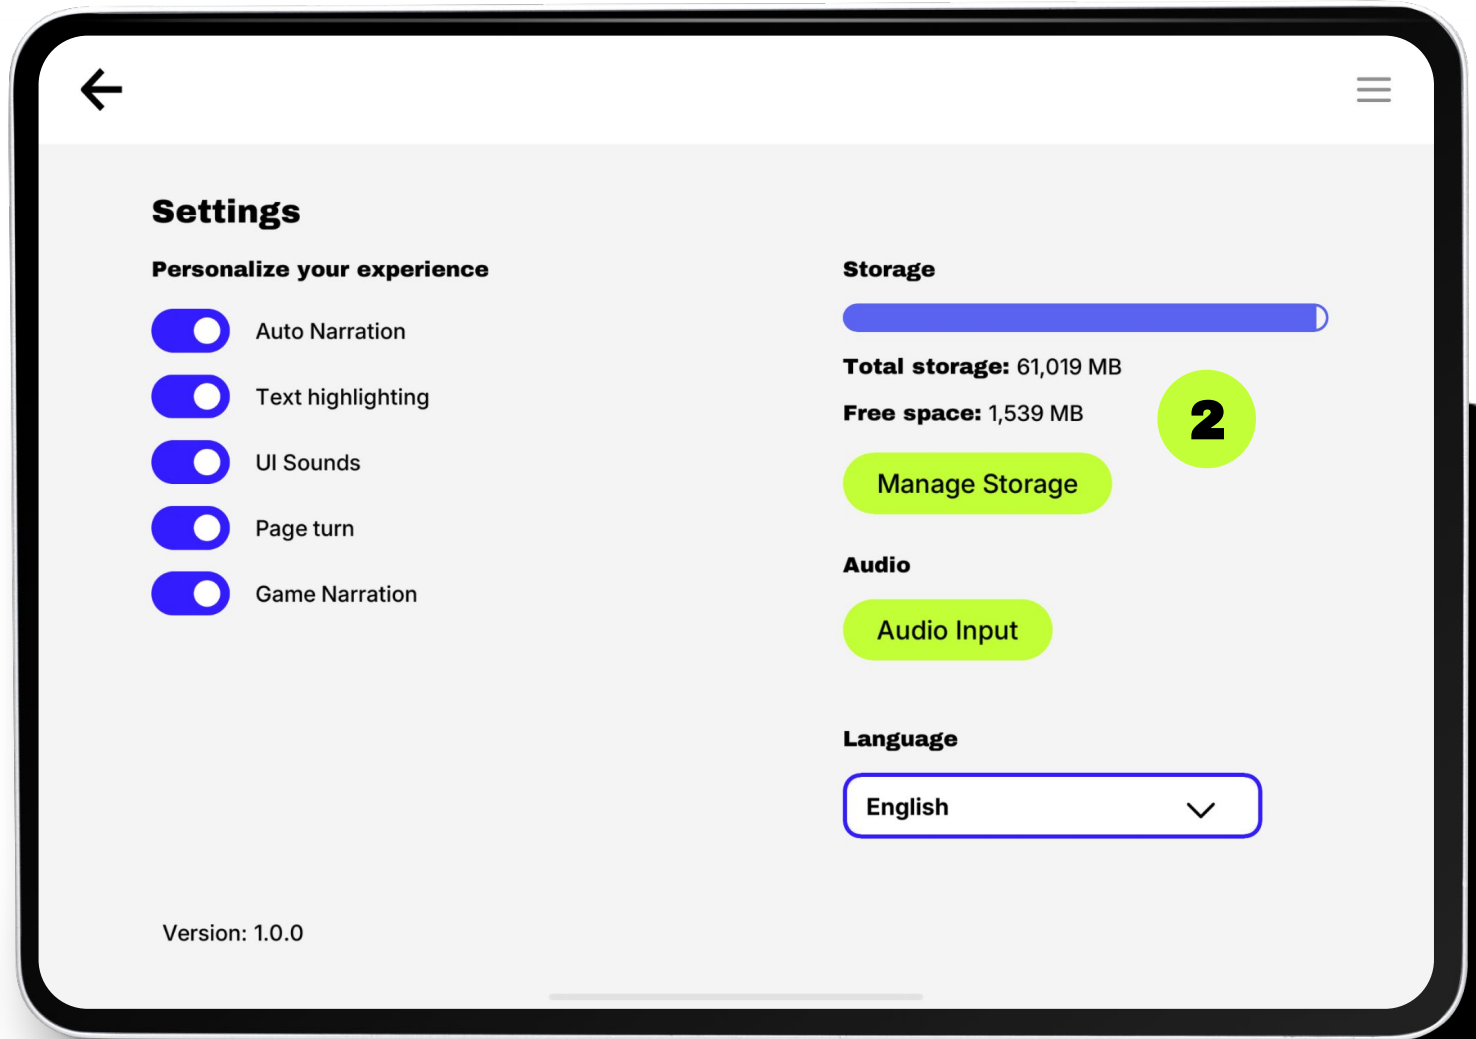 Settings
Personalize your experience
Auto Narration
Text highlighting
UI Sounds
Page turn
Game Narration
Version: 1.0.0
Storage
Total storage: 61,019 MB
Free space: 1,539 MB
2
Manage Storage
Audio
Audio Input
Language
English